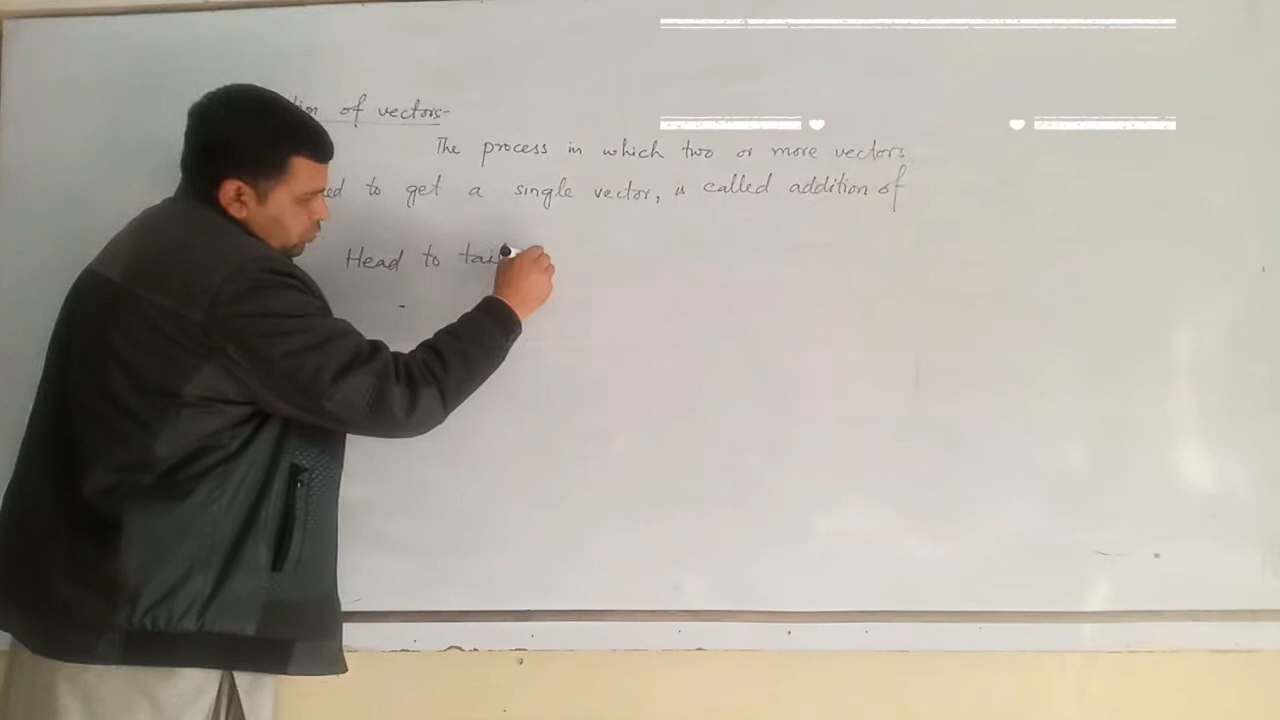 of vectors-
The process in which two or more vectors
to get a single vector, is called addition of
Head to tai